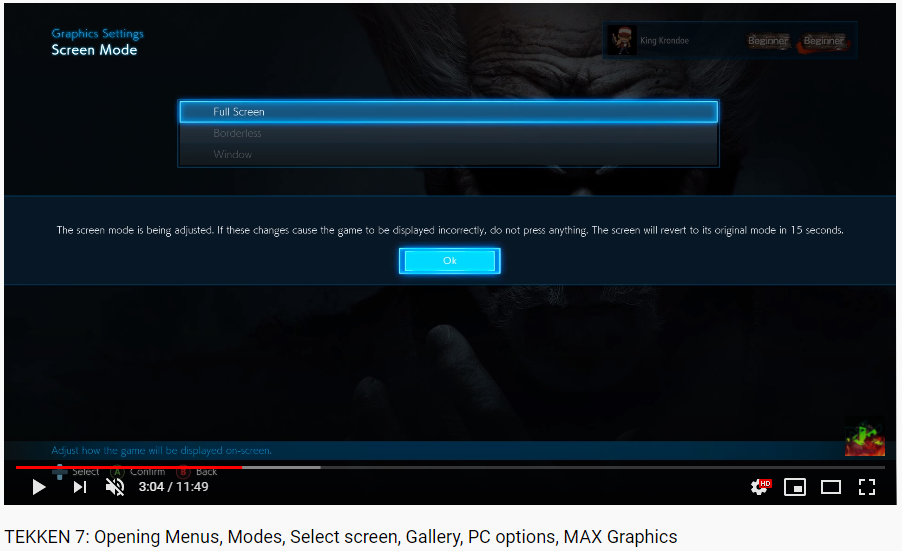 Graphics Settings
Screen Mode
King Krondoe
Beginner
Beginner
Full Screen
Borderless
Window
The screen mode is being adjusted. If these changes cause the game to be displayed incorrectly, do not press anything. The screen will revert to its original mode in 15 seconds.
Ok
Adjust how the game will be displayed on-screen.
Select A Confirm B Back
3:04 / 11:49
HD
TEKKEN 7: Opening Menus, Modes, Select screen, Gallery, PC options, MAX Graphics